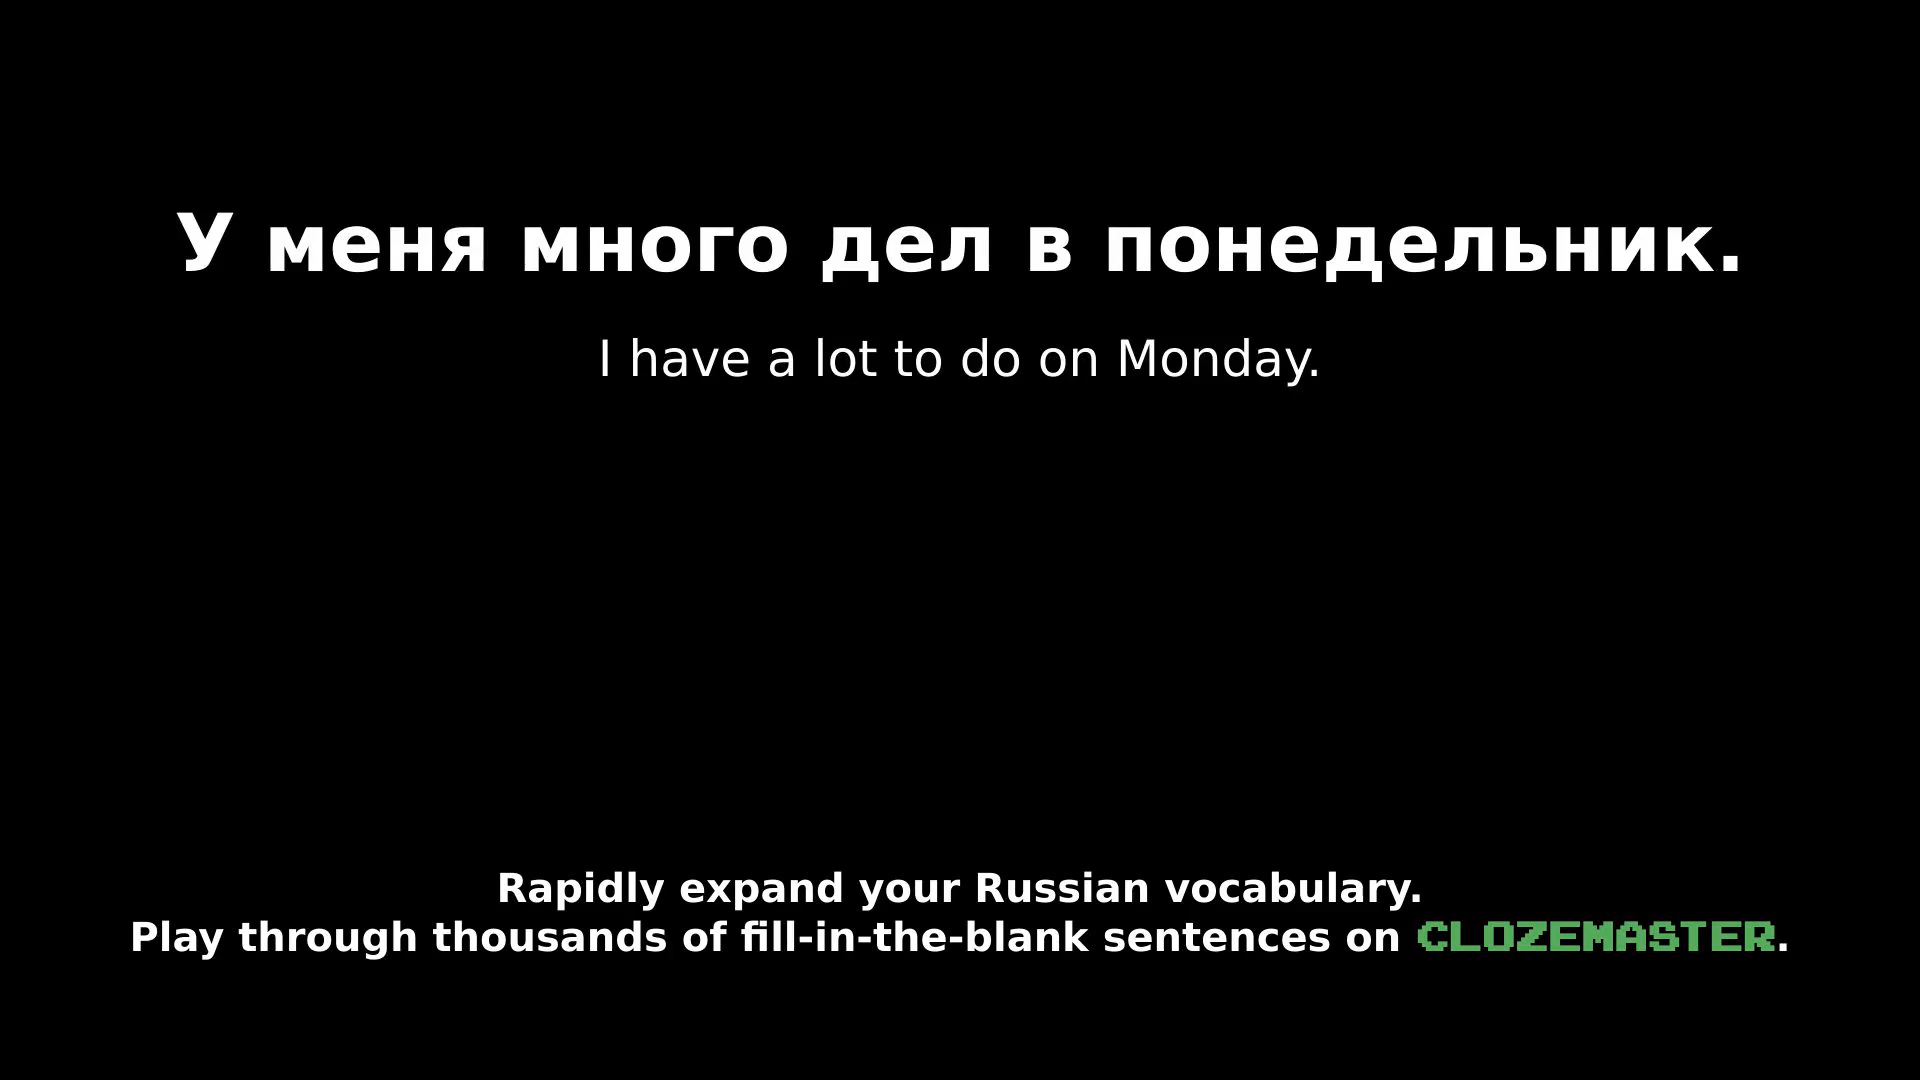 У меня много дел в понедельник.
I have a lot to do on Monday.
Rapidly expand your Russian vocabulary.
Play through thousands of fill-in-the-blank sentences on CLOZEMASTER.